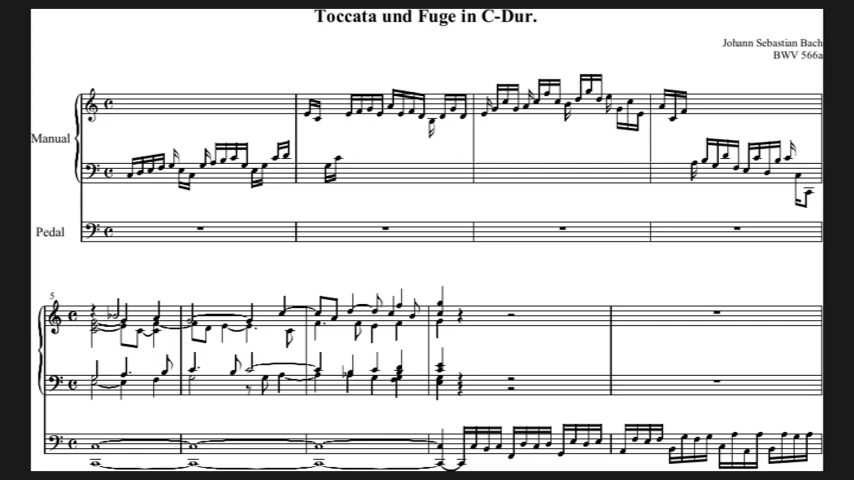 Toccata und Fuge in C-Dur.
Johann Sebastian Bach
BWV 566a
Manual
Pedal
5